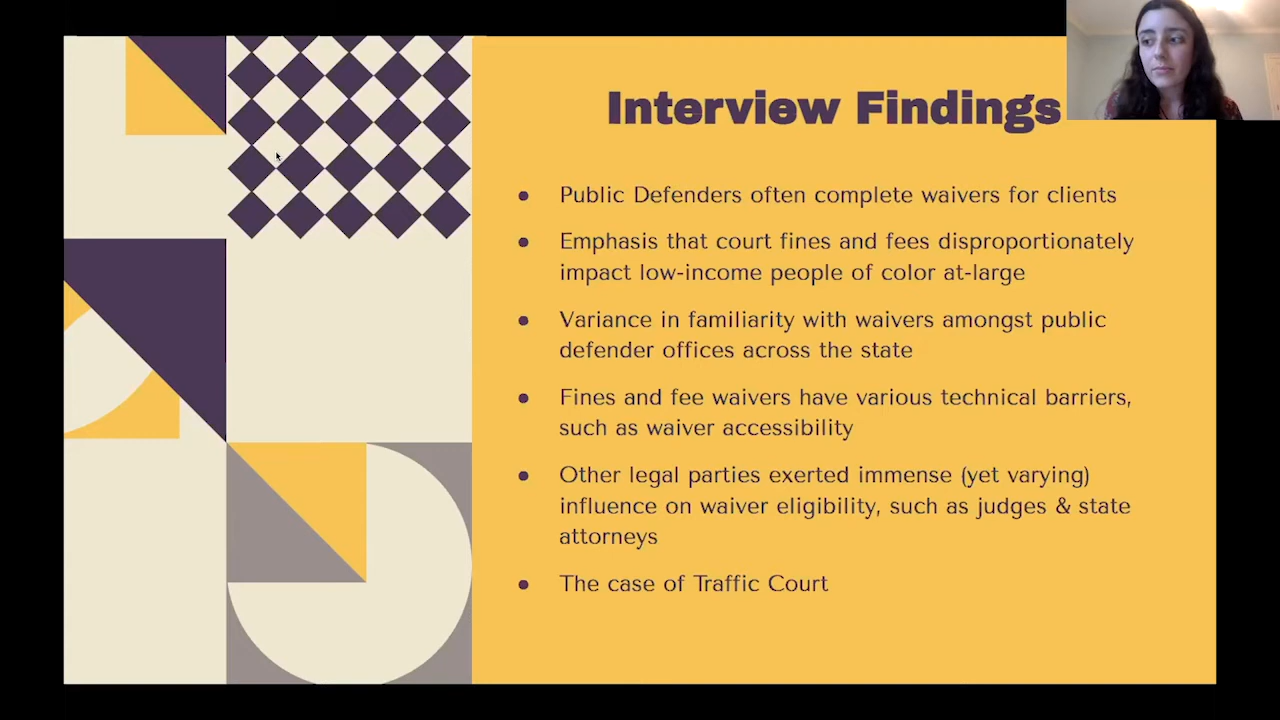 Interview Findings
● Public Defenders often complete waivers for clients
● Emphasis that court fines and fees disproportionately
impact low-income people of color at-large
● Variance in familiarity with waivers amongst public
defender offices across the state
● Fines and fee waivers have various technical barriers,
such as waiver accessibility
● Other legal parties exerted immense (yet varying)
influence on waiver eligibility, such as judges & state
attorneys
● The case of Traffic Court